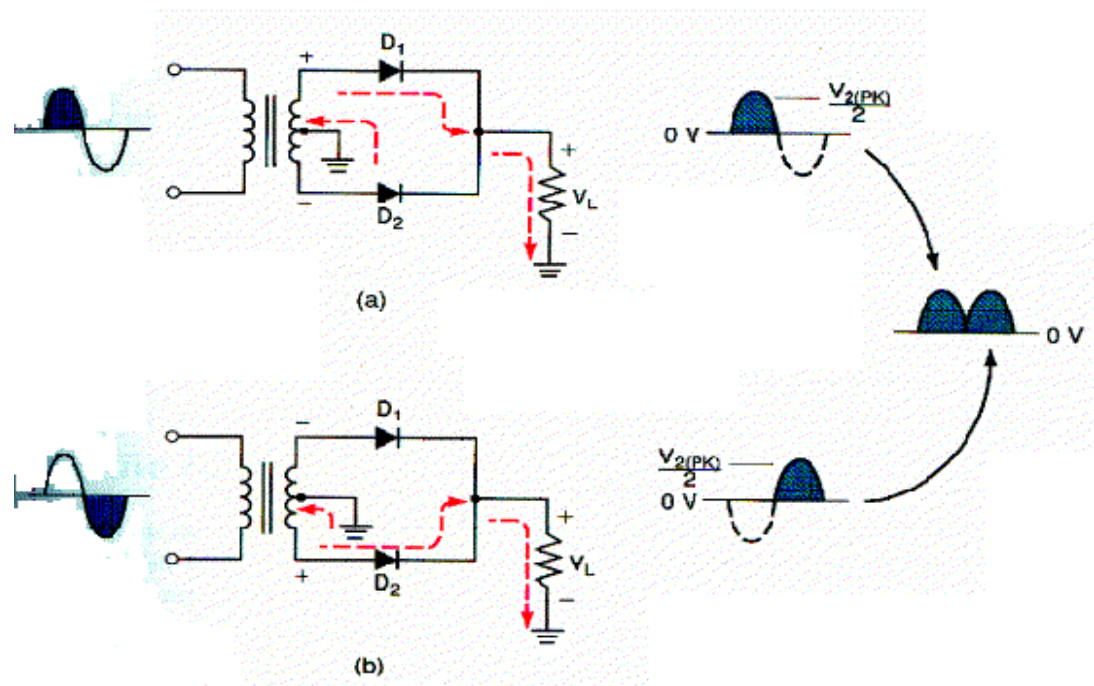 D1
+
D2
−
+
VL
−
(a)
V2(PK)
2
0 V
0 V
D1
−
D2
+
+
VL
−
(b)
V2(PK)
2
0 V